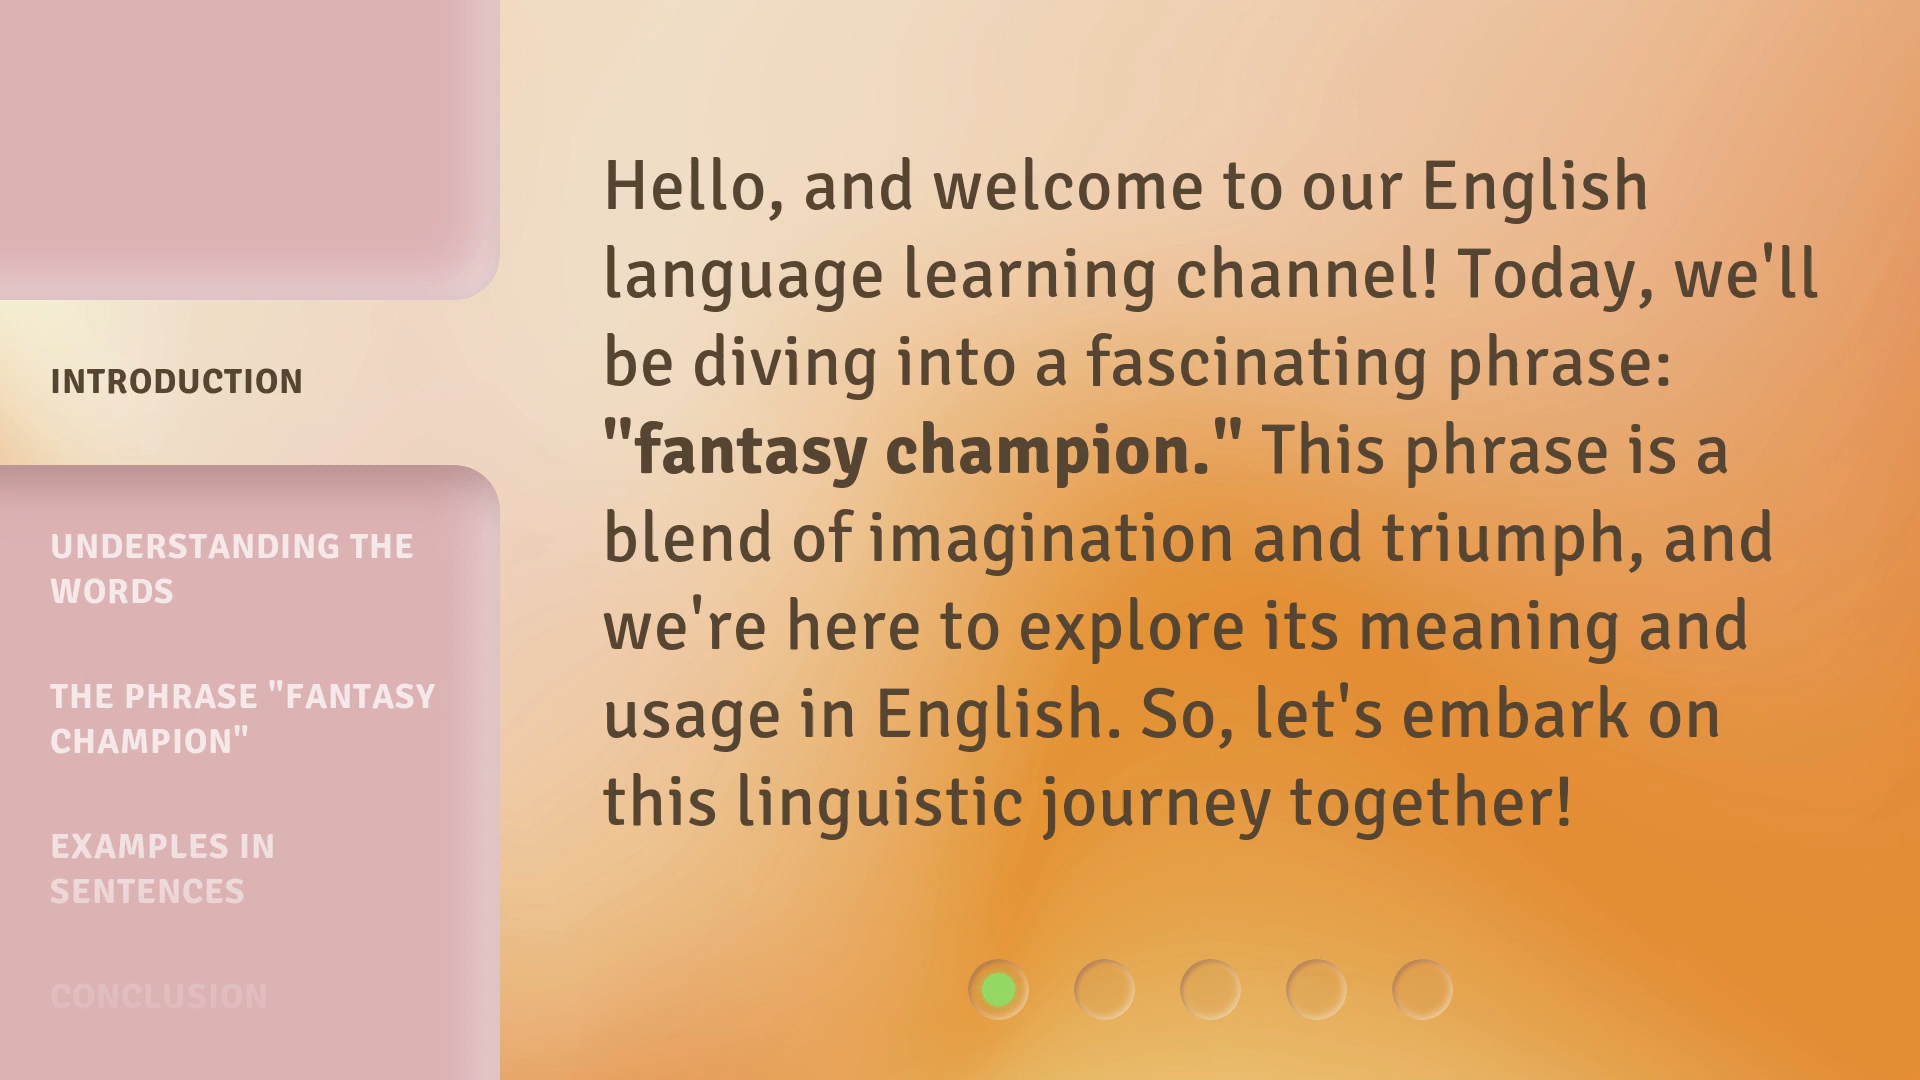 INTRODUCTION
UNDERSTANDING THE
WORDS
THE PHRASE "FANTASY
CHAMPION"
EXAMPLES IN
SENTENCES
CONCLUSION
Hello, and welcome to our English
language learning channel! Today, we'll
be diving into a fascinating phrase:
"fantasy champion." This phrase is a
blend of imagination and triumph, and
we're here to explore its meaning and
usage in English. So, let's embark on
this linguistic journey together!